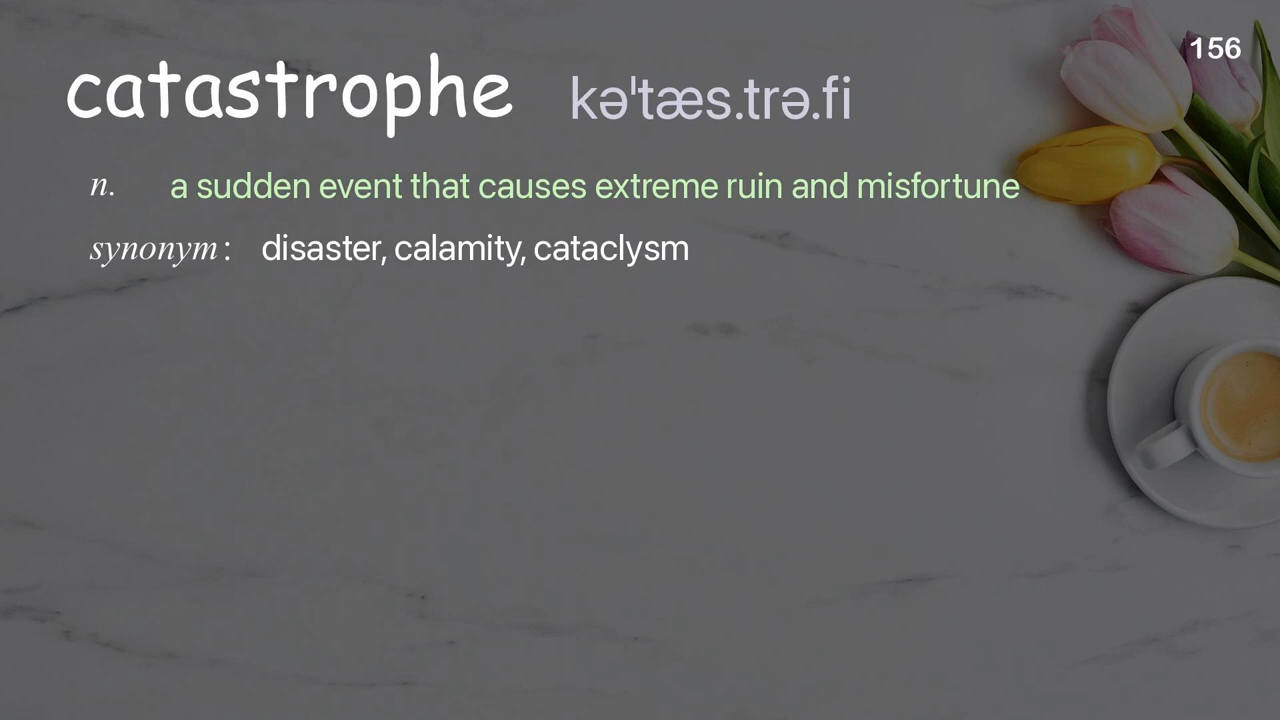 156
catastrophe kəˈtæs.trə.fi
n. a sudden event that causes extreme ruin and misfortune
synonym: disaster, calamity, cataclysm